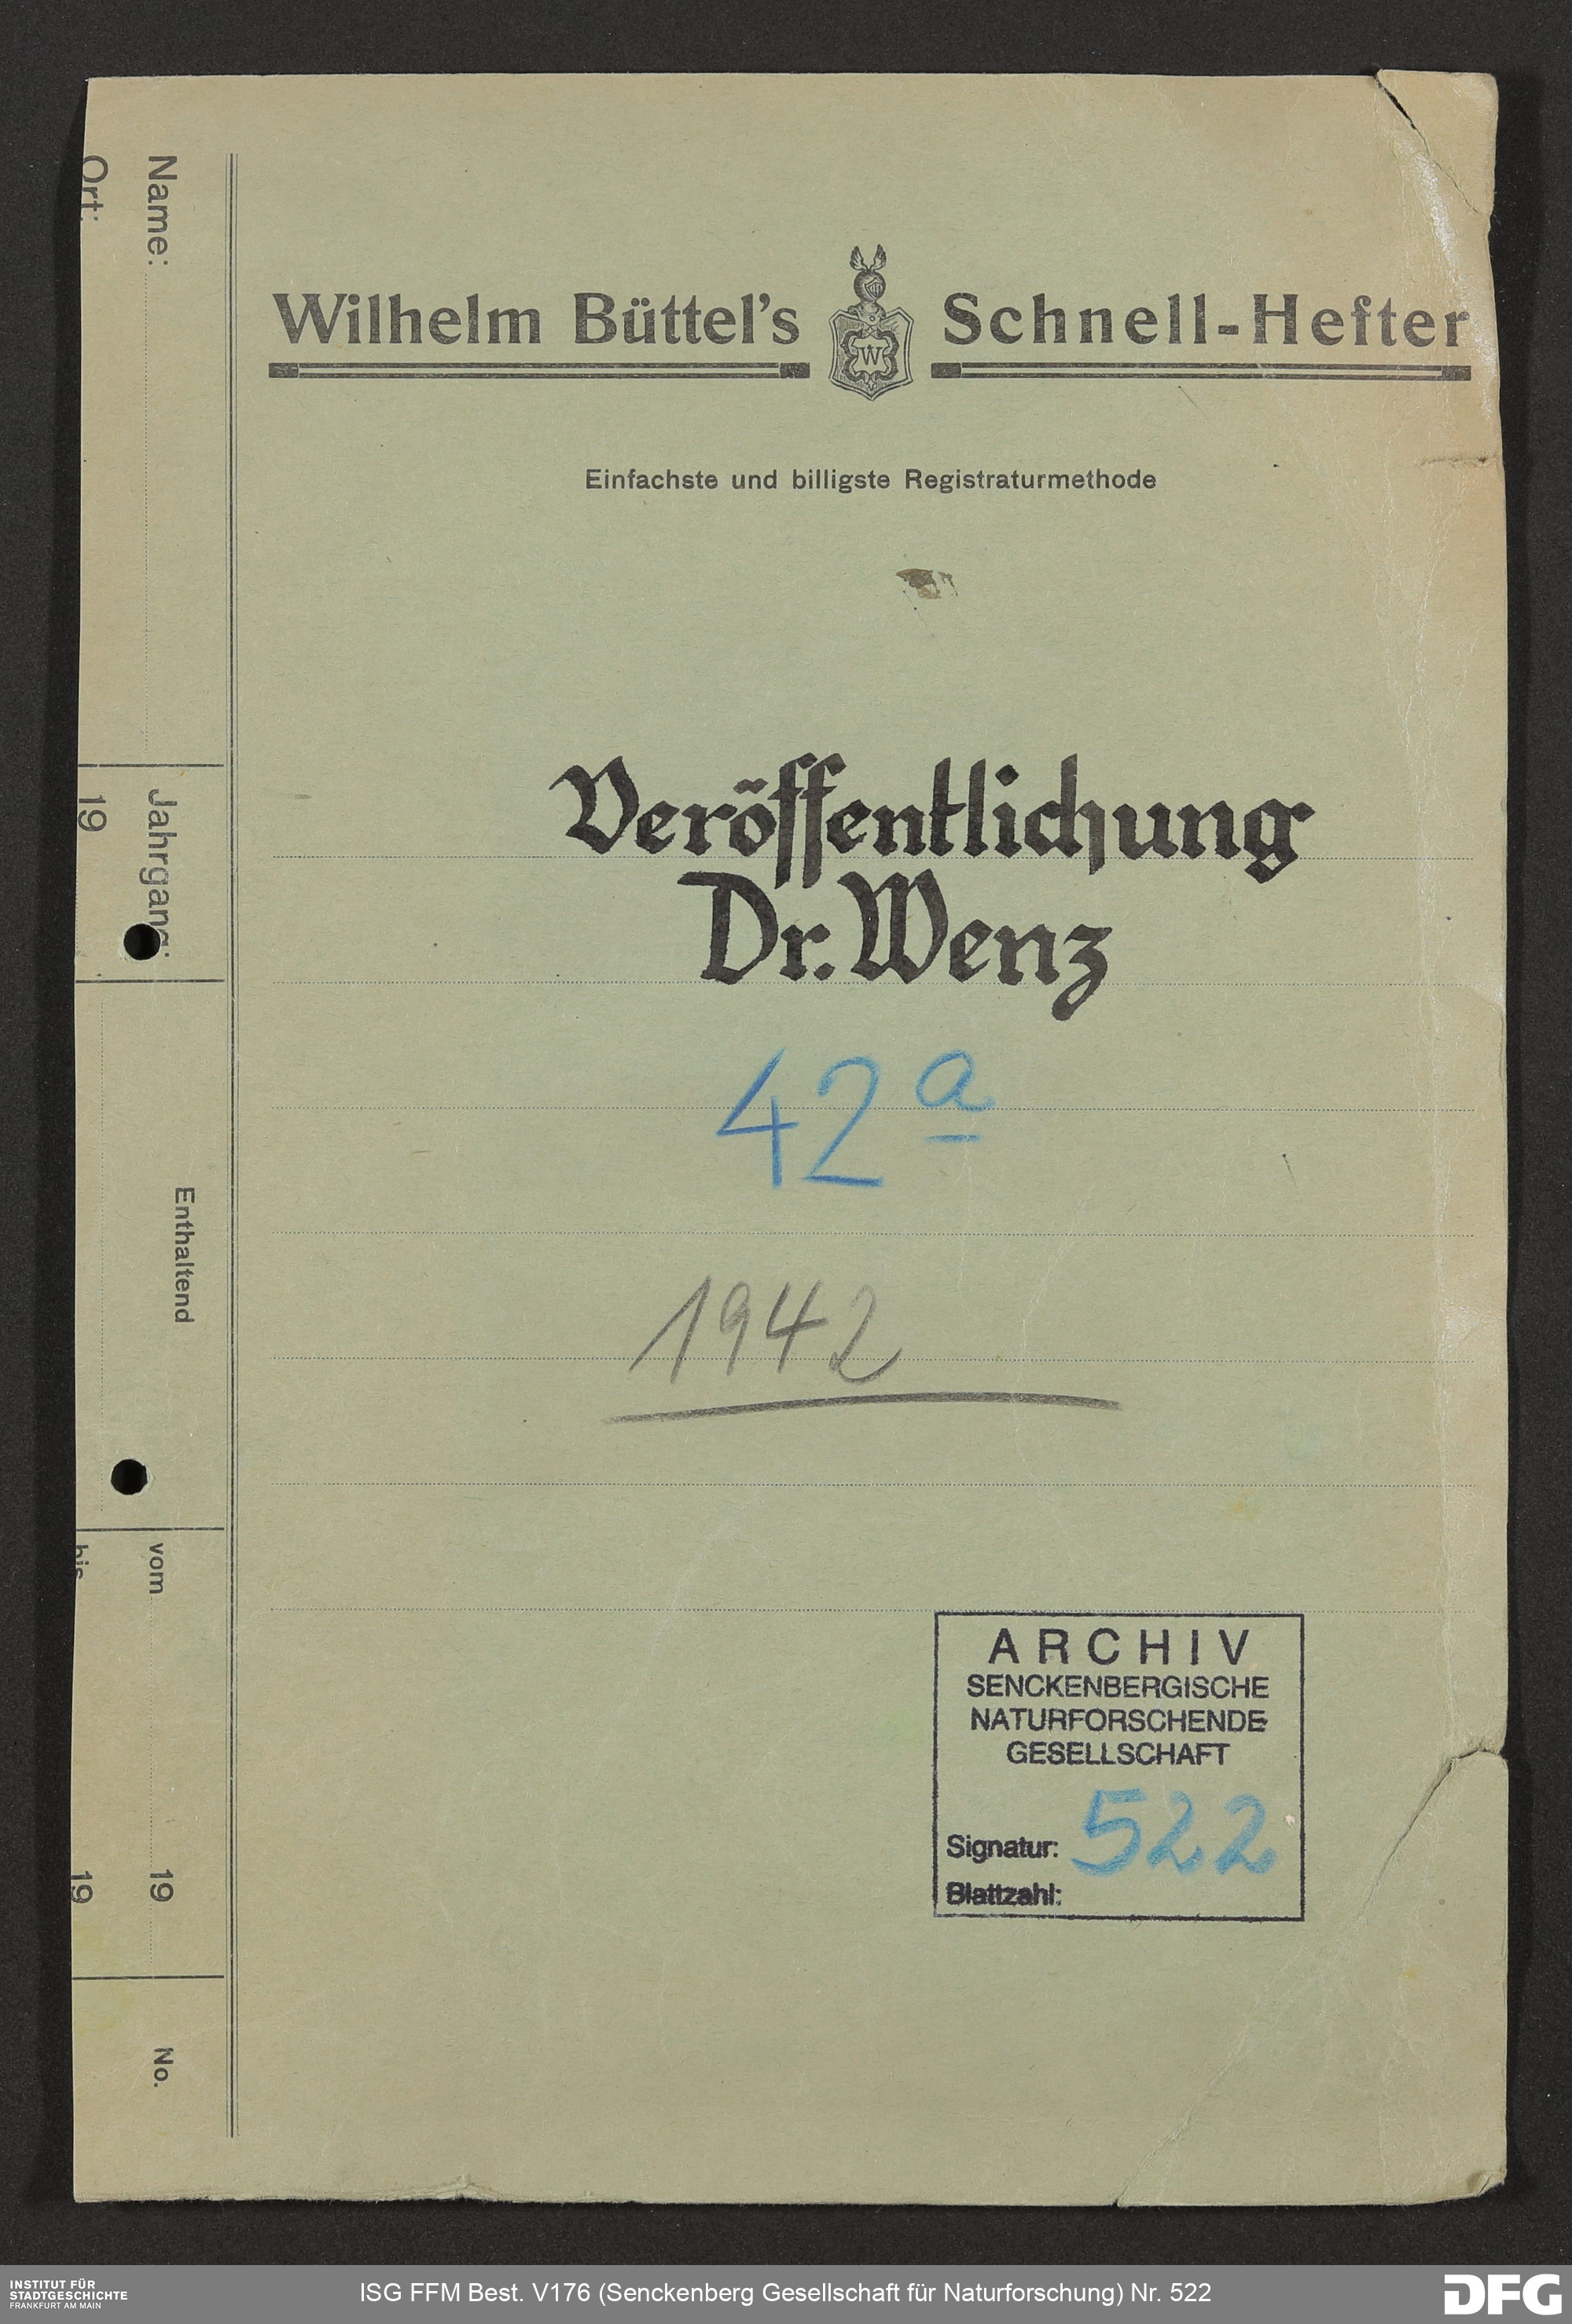 Name:
Ort:
Jahrgang:
19
Enthaltend
vom 19
bis 19
No.
Wilhelm Büttel's W Schnell-Hefter
Einfachste und billigste Registraturmethode
Veröffentlichung
Dr. Wenz
42 a
1942
ARCHIV
SENCKENBERGISCHE
NATURFORSCHENDE
GESELLSCHAFT
Signatur: 522
Blattzahl:
INSTITUT FÜR
STADTGESCHICHTE
FRANKFURT AM MAIN
ISG FFM Best. V176 (Senckenberg Gesellschaft für Naturforschung) Nr. 522
DFG